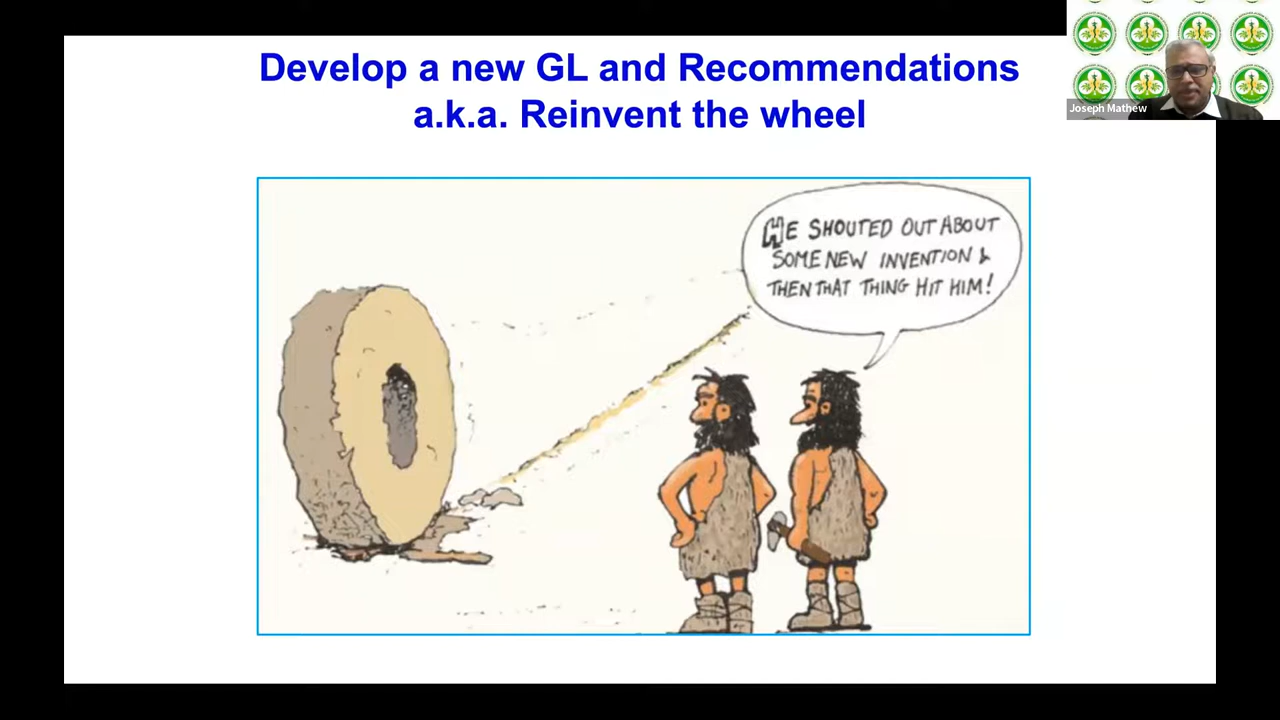 Develop a new GL and Recommendations
a.k.a. Reinvent the wheel
HE SHOUTED OUT ABOUT
SOME NEW INVENTION &
THEN THAT THING HIT HIM!
Joseph Mathew